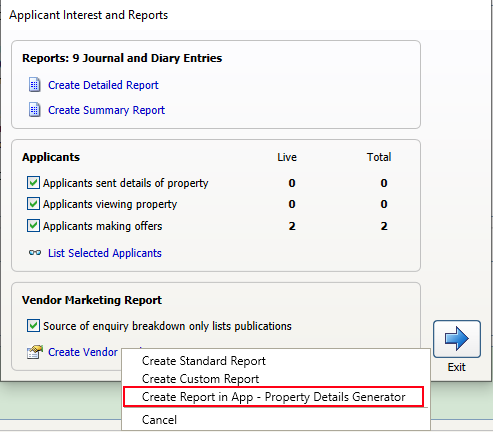 Applicant Interest and Reports
Reports: 9 Journal and Diary Entries
Create Detailed Report
Create Summary Report
Applicants Live Total
Applicants sent details of property 0 0
Applicants viewing property 0 0
Applicants making offers 2 2
List Selected Applicants
Vendor Marketing Report
Source of enquiry breakdown only lists publications
Create Vendor
Exit
Create Standard Report
Create Custom Report
Create Report in App - Property Details Generator
Cancel